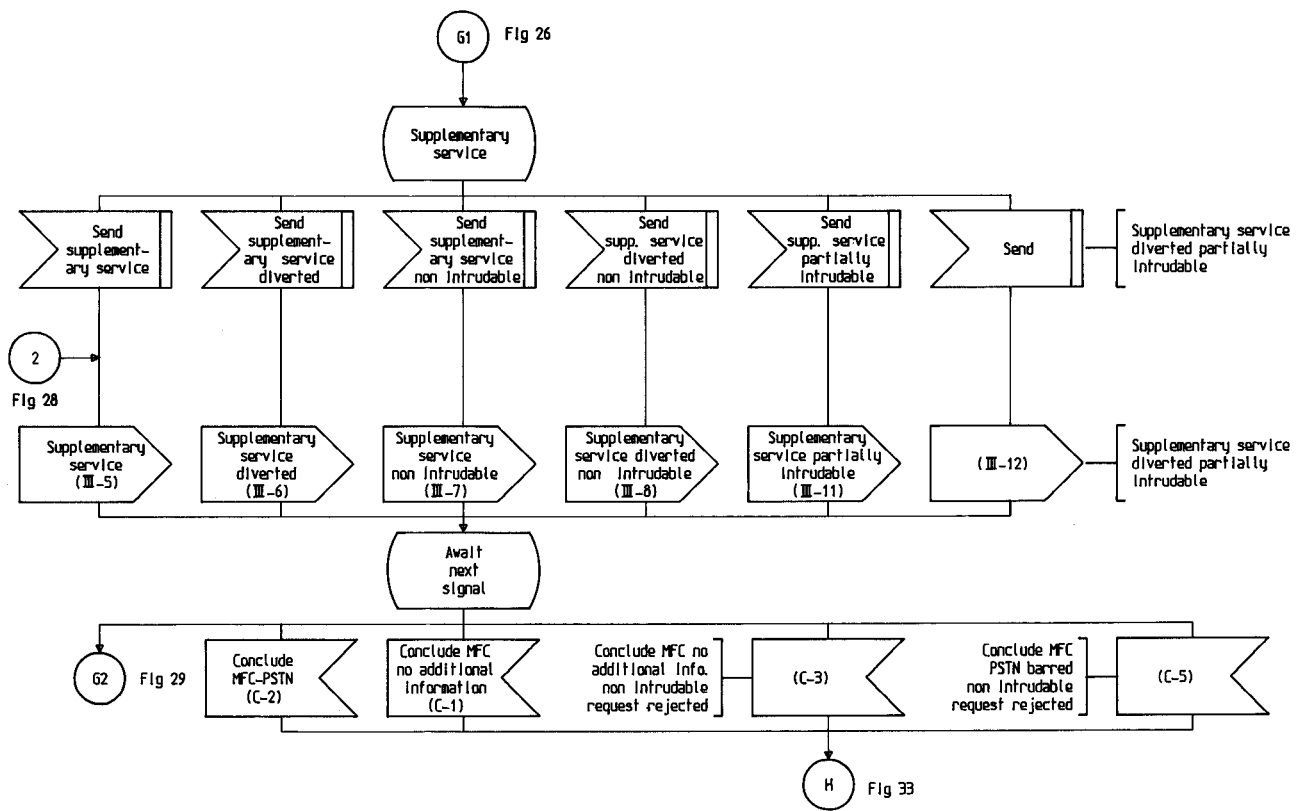 G1 Fig 26
Supplementary
service
Send
supplement-
ary service
Send
supplement-
ary service
diverted
Send
supplement-
ary service
non intrudable
Send
supp. service
diverted
non intrudable
Send
supp. service
partially
intrudable
Send
Supplementary service
diverted partially
intrudable
2
Fig 28
Supplementary
service
(III-5)
Supplementary
service
diverted
(III-6)
Supplementary
service
non intrudable
(III-7)
Supplementary
service diverted
non intrudable
(III-8)
Supplementary
service partially
intrudable
(III-11)
(III-12)
Supplementary service
diverted partially
intrudable
Await
next
signal
G2 Fig 29
Conclude
MFC-PSTN
(C-2)
Conclude MFC
no additional
information
(C-1)
Conclude MFC no
additional info.
non intrudable
request rejected
(C-3)
Conclude MFC
PSTN barred
non intrudable
request rejected
(C-5)
H Fig 33